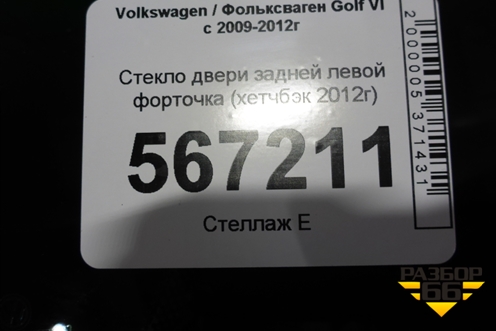 Volkswagen / Фольксваген Golf VI
с 2009-2012г
Стекло двери задней левой
форточка (хетчбэк 2012г)
567211
Стеллаж Е
2000005371431
РАЗБОР
66